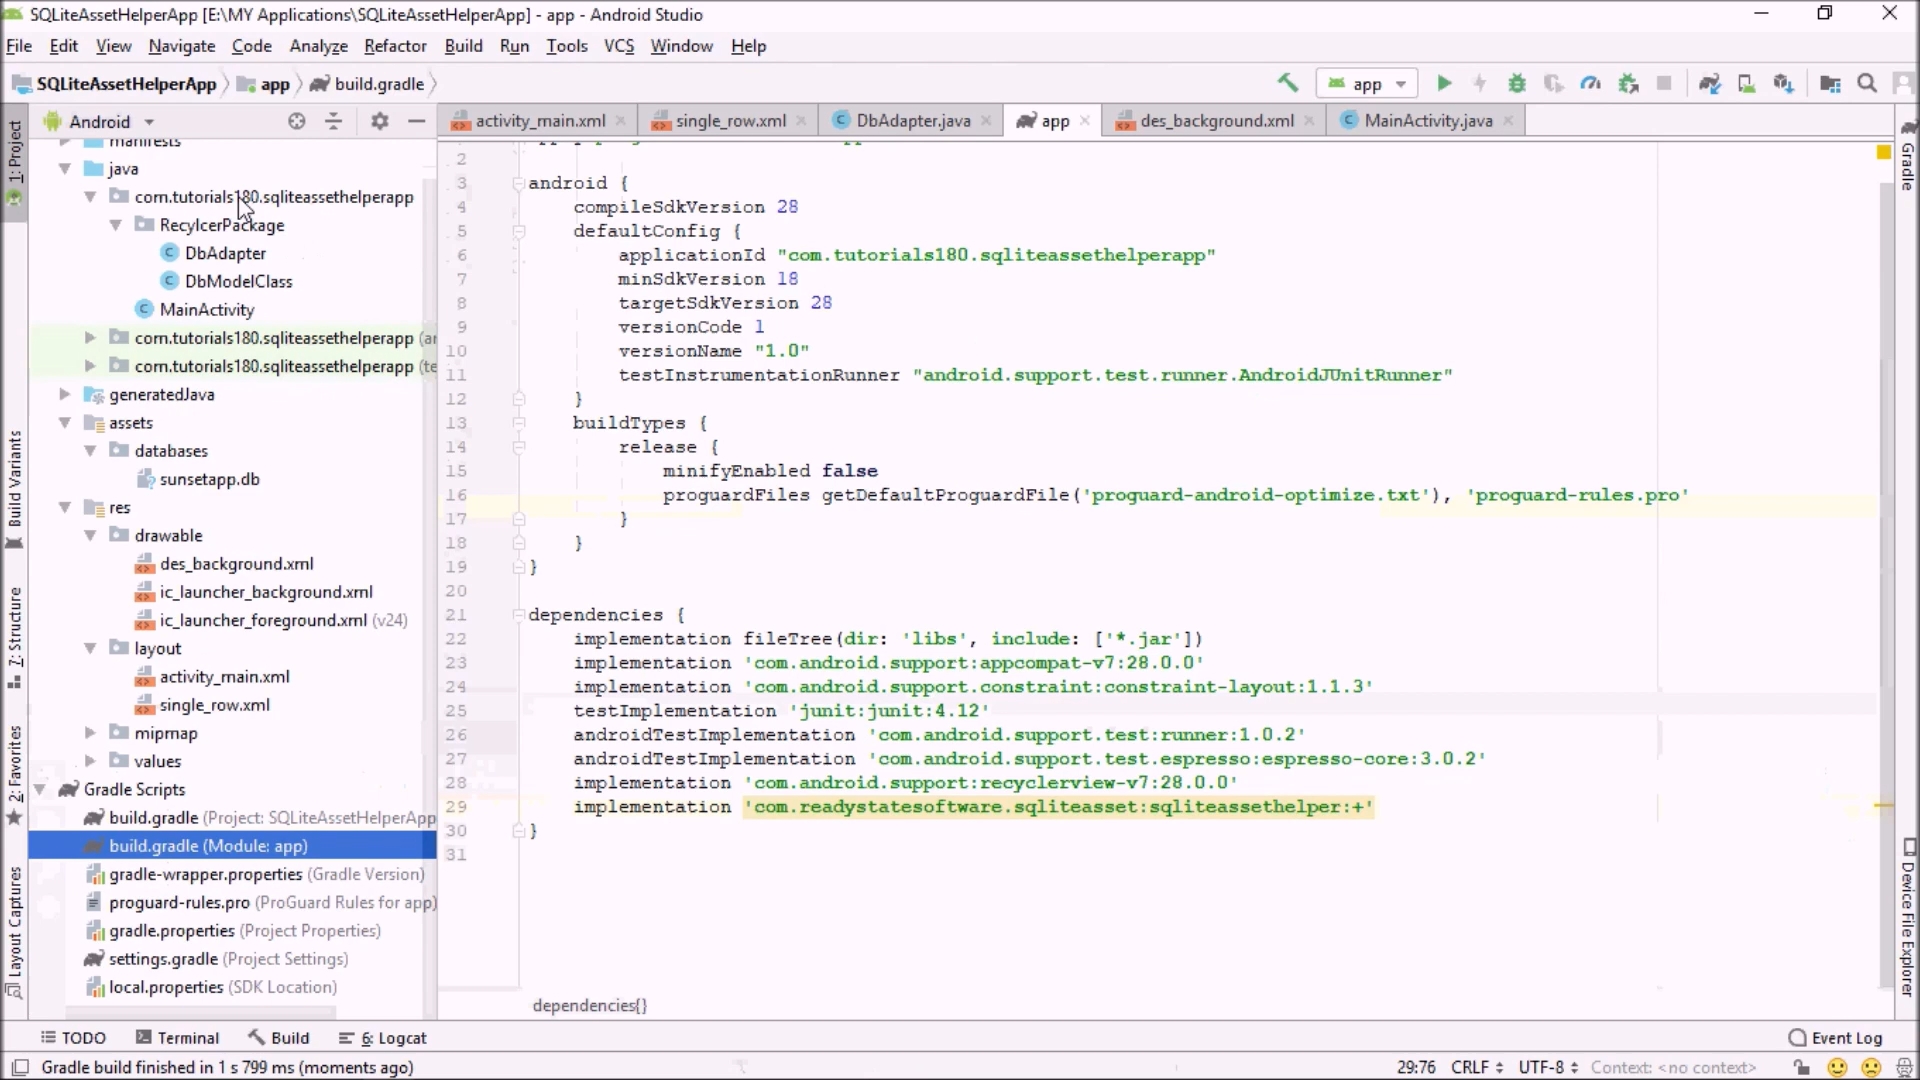 SQLiteAssetHelperApp [E:\MY Applications\SQLiteAssetHelperApp] - app - Android Studio
File Edit View Navigate Code Analyze Refactor Build Run Tools VCS Window Help
SQLiteAssetHelperApp app build.gradle
app
Android
activity_main.xml single_row.xml DbAdapter.java app des_background.xml MainActivity.java
1: Project
Build Variants
7: Structure
2: Favorites
Layout Captures
manifests
java
com.tutorials180.sqliteassethelperapp
RecylcerPackage
DbAdapter
DbModelClass
MainActivity
com.tutorials180.sqliteassethelperapp (ar
com.tutorials180.sqliteassethelperapp (te
generatedJava
assets
databases
sunsetapp.db
res
drawable
des_background.xml
ic_launcher_background.xml
ic_launcher_foreground.xml (v24)
layout
activity_main.xml
single_row.xml
mipmap
values
Gradle Scripts
build.gradle (Project: SQLiteAssetHelperApp
build.gradle (Module: app)
gradle-wrapper.properties (Gradle Version)
proguard-rules.pro (ProGuard Rules for app)
gradle.properties (Project Properties)
settings.gradle (Project Settings)
local.properties (SDK Location)
2
3 android {
4 compileSdkVersion 28
5 defaultConfig {
6 applicationId "com.tutorials180.sqliteassethelperapp"
7 minSdkVersion 18
8 targetSdkVersion 28
9 versionCode 1
10 versionName "1.0"
11 testInstrumentationRunner "android.support.test.runner.AndroidJUnitRunner"
12 }
13 buildTypes {
14 release {
15 minifyEnabled false
16 proguardFiles getDefaultProguardFile('proguard-android-optimize.txt'), 'proguard-rules.pro'
17 }
18 }
19 }
20
21 dependencies {
22 implementation fileTree(dir: 'libs', include: ['*.jar'])
23 implementation 'com.android.support:appcompat-v7:28.0.0'
24 implementation 'com.android.support.constraint:constraint-layout:1.1.3'
25 testImplementation 'junit:junit:4.12'
26 androidTestImplementation 'com.android.support.test:runner:1.0.2'
27 androidTestImplementation 'com.android.support.test.espresso:espresso-core:3.0.2'
28 implementation 'com.android.support:recyclerview-v7:28.0.0'
29 implementation 'com.readystatesoftware.sqliteasset:sqliteassethelper:+'
30 }
31
dependencies{}
Gradle
Device File Explorer
TODO Terminal Build 6: Logcat Event Log
Gradle build finished in 1 s 799 ms (moments ago) 29:76 CRLF UTF-8 Context: <no context>